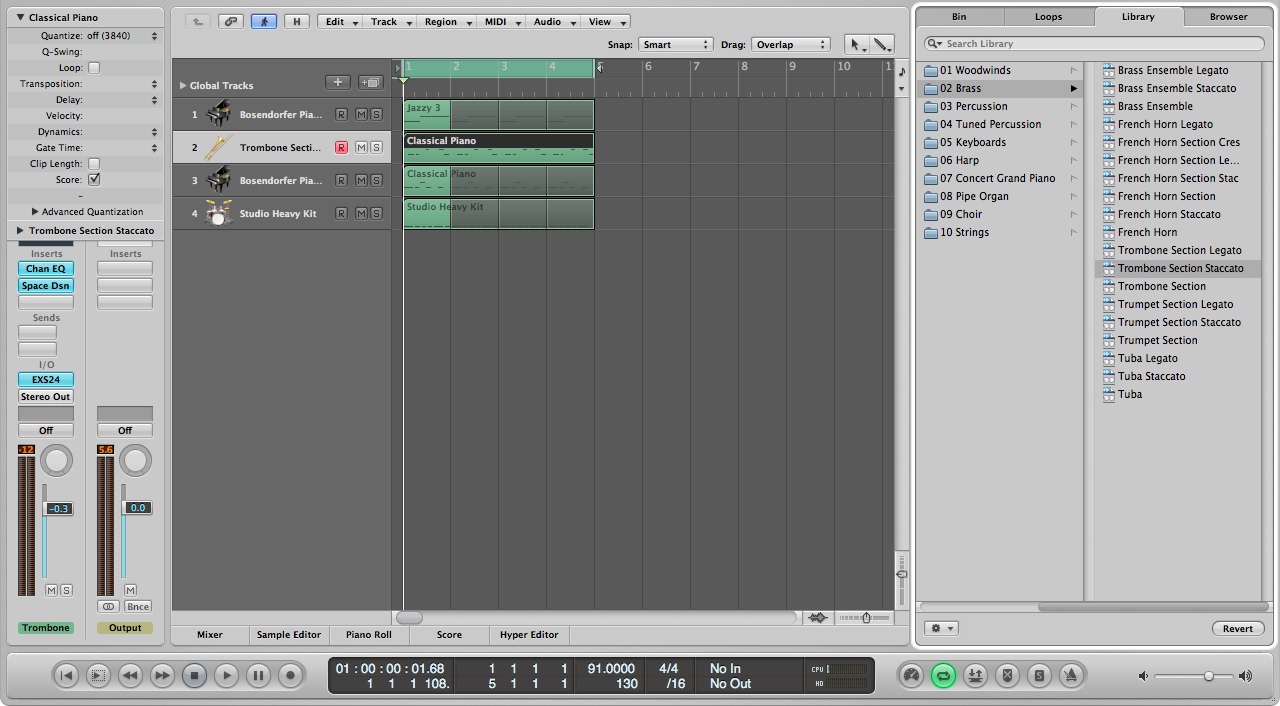 Classical Piano
Quantize: off (3840)
Q-Swing:
Loop:
Transposition:
Delay:
Velocity:
Dynamics:
Gate Time:
Clip Length:
Score:
Advanced Quantization
Trombone Section Staccato
Inserts
Inserts
Chan EQ
Space Dsn
Sends
I/O
EXS24
Stereo Out
Off
Off
-12
5.6
-0.3
0.0
M S
M
Bnce
Trombone
Output
H
Edit
Track
Region
MIDI
Audio
View
Snap: Smart
Drag: Overlap
Global Tracks
1 2 3 4 5 6 7 8 9 10 11
1 Bosendorfer Pia... R M S
Jazzy 3
2 Trombone Secti... R M S
Classical Piano
3 Bosendorfer Pia... R M S
Classical Piano
4 Studio Heavy Kit R M S
Studio Heavy Kit
Mixer
Sample Editor
Piano Roll
Score
Hyper Editor
Bin
Loops
Library
Browser
Search Library
01 Woodwinds
02 Brass
03 Percussion
04 Tuned Percussion
05 Keyboards
06 Harp
07 Concert Grand Piano
08 Pipe Organ
09 Choir
10 Strings
Brass Ensemble Legato
Brass Ensemble Staccato
Brass Ensemble
French Horn Legato
French Horn Section Cres
French Horn Section Le...
French Horn Section Stac
French Horn Section
French Horn Staccato
French Horn
Trombone Section Legato
Trombone Section Staccato
Trombone Section
Trumpet Section Legato
Trumpet Section Staccato
Trumpet Section
Tuba Legato
Tuba Staccato
Tuba
Revert
01 : 00 : 00 : 01.68
1 1 1 108.
1 1 1 1
5 1 1 1
91.0000
130
4/4
/16
No In
No Out
CPU
HD
S